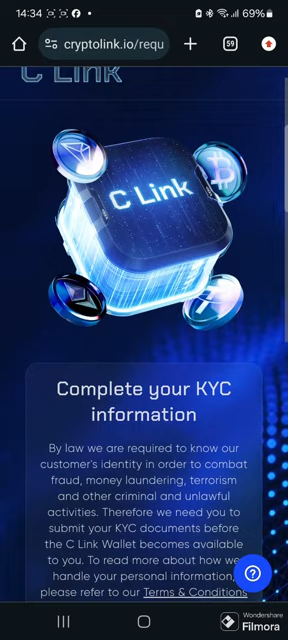 14:34
69%
cryptolink.io/requ
59
C Link
C Link
Complete your KYC
information
By law we are required to know our
customer's identity in order to combat
fraud, money laundering, terrorism
and other criminal and unlawful
activities. Therefore we need you to
submit your KYC documents before
the C Link Wallet becomes available
to you. To read more about how we
handle your personal information,
please refer to our Terms & Conditions
Wondershare
Filmora